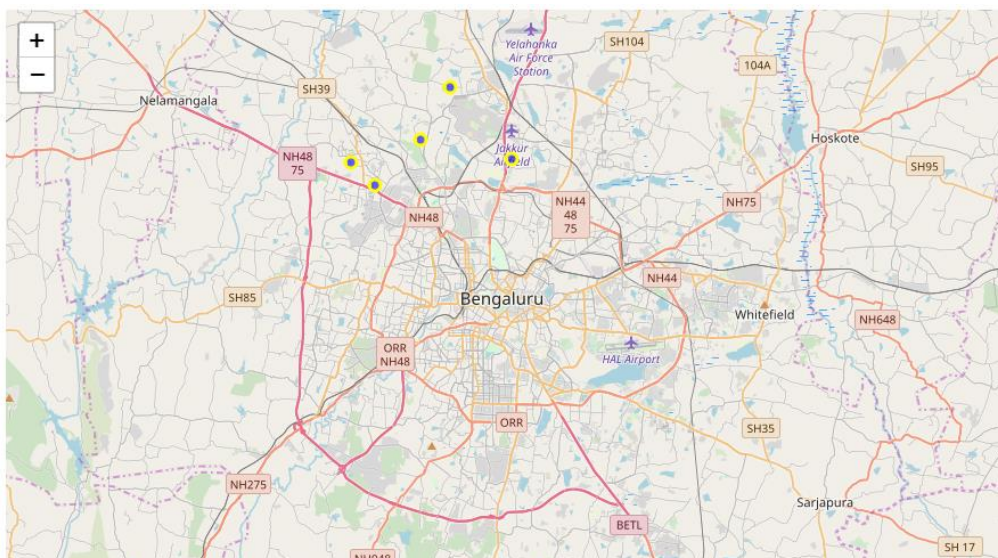 +
−
Yelahanka
Air Force
Station
SH104
104A
SH39
Nelamangala
Jakkur
Airfield
Hoskote
NH48
75
SH95
NH48
NH44
48
75
NH75
NH44
SH85
Bengaluru
Whitefield
NH648
ORR
NH48
HAL Airport
ORR
SH35
NH275
Sarjapura
BETL
NH948
SH 17